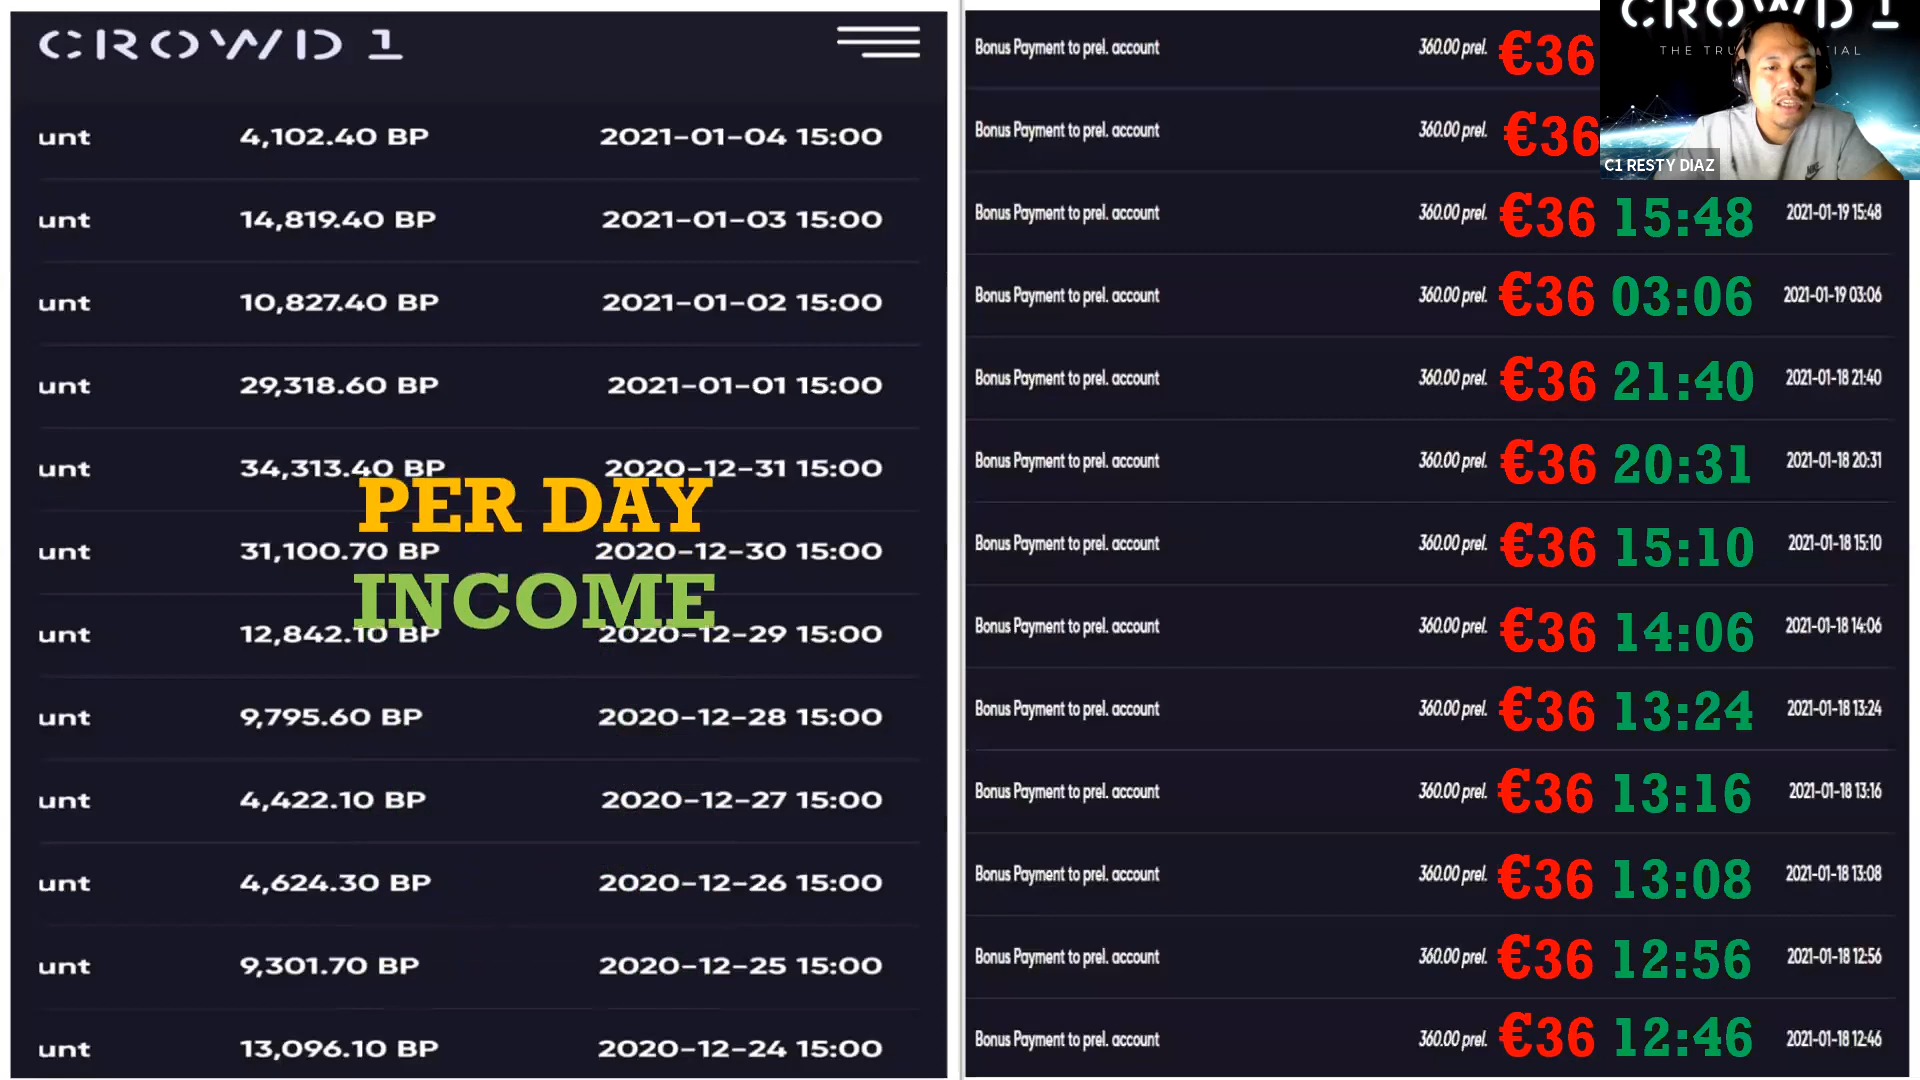 CROWD 1
unt 4,102.40 BP 2021-01-04 15:00
unt 14,819.40 BP 2021-01-03 15:00
unt 10,827.40 BP 2021-01-02 15:00
unt 29,318.60 BP 2021-01-01 15:00
unt 34,313.40 BP 2020-12-31 15:00
PER DAY
unt 31,100.70 BP 2020-12-30 15:00
INCOME
unt 12,842.10 BP 2020-12-29 15:00
unt 9,795.60 BP 2020-12-28 15:00
unt 4,422.10 BP 2020-12-27 15:00
unt 4,624.30 BP 2020-12-26 15:00
unt 9,301.70 BP 2020-12-25 15:00
unt 13,096.10 BP 2020-12-24 15:00
Bonus Payment to prel. account 360.00 prel. €36
Bonus Payment to prel. account 360.00 prel. €36
Bonus Payment to prel. account 360.00 prel. €36 15:48 2021-01-19 15:48
Bonus Payment to prel. account 360.00 prel. €36 03:06 2021-01-19 03:06
Bonus Payment to prel. account 360.00 prel. €36 21:40 2021-01-18 21:40
Bonus Payment to prel. account 360.00 prel. €36 20:31 2021-01-18 20:31
Bonus Payment to prel. account 360.00 prel. €36 15:10 2021-01-18 15:10
Bonus Payment to prel. account 360.00 prel. €36 14:06 2021-01-18 14:06
Bonus Payment to prel. account 360.00 prel. €36 13:24 2021-01-18 13:24
Bonus Payment to prel. account 360.00 prel. €36 13:16 2021-01-18 13:16
Bonus Payment to prel. account 360.00 prel. €36 13:08 2021-01-18 13:08
Bonus Payment to prel. account 360.00 prel. €36 12:56 2021-01-18 12:56
Bonus Payment to prel. account 360.00 prel. €36 12:46 2021-01-18 12:46
CROWD 1
THE
C1 RESTY DIAZ